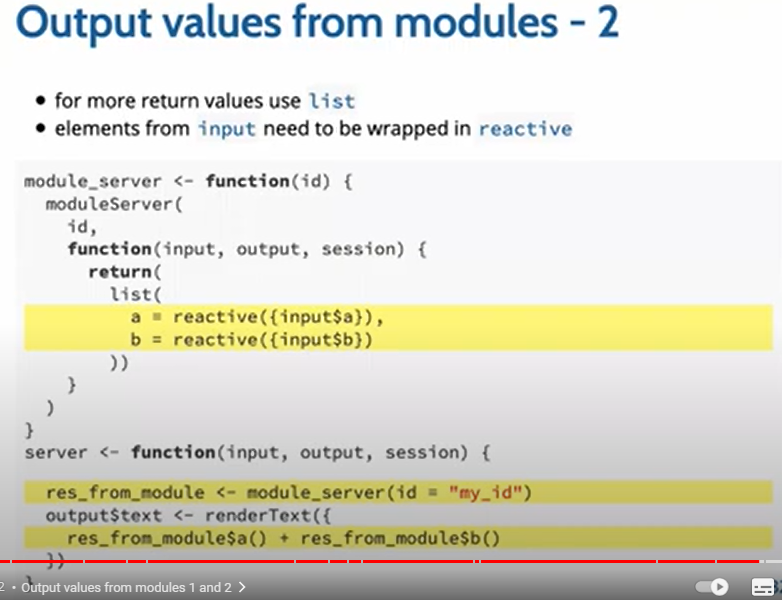 Output values from modules - 2
• for more return values use list
• elements from input need to be wrapped in reactive
module_server <- function(id) {
  moduleServer(
    id,
    function(input, output, session) {
      return(
        list(
          a = reactive({input$a}),
          b = reactive({input$b})
        ))
    }
  )
}
server <- function(input, output, session) {
  res_from_module <- module_server(id = "my_id")
  output$text <- renderText({
    res_from_module$a() + res_from_module$b()
  })
}
2 • Output values from modules 1 and 2 >